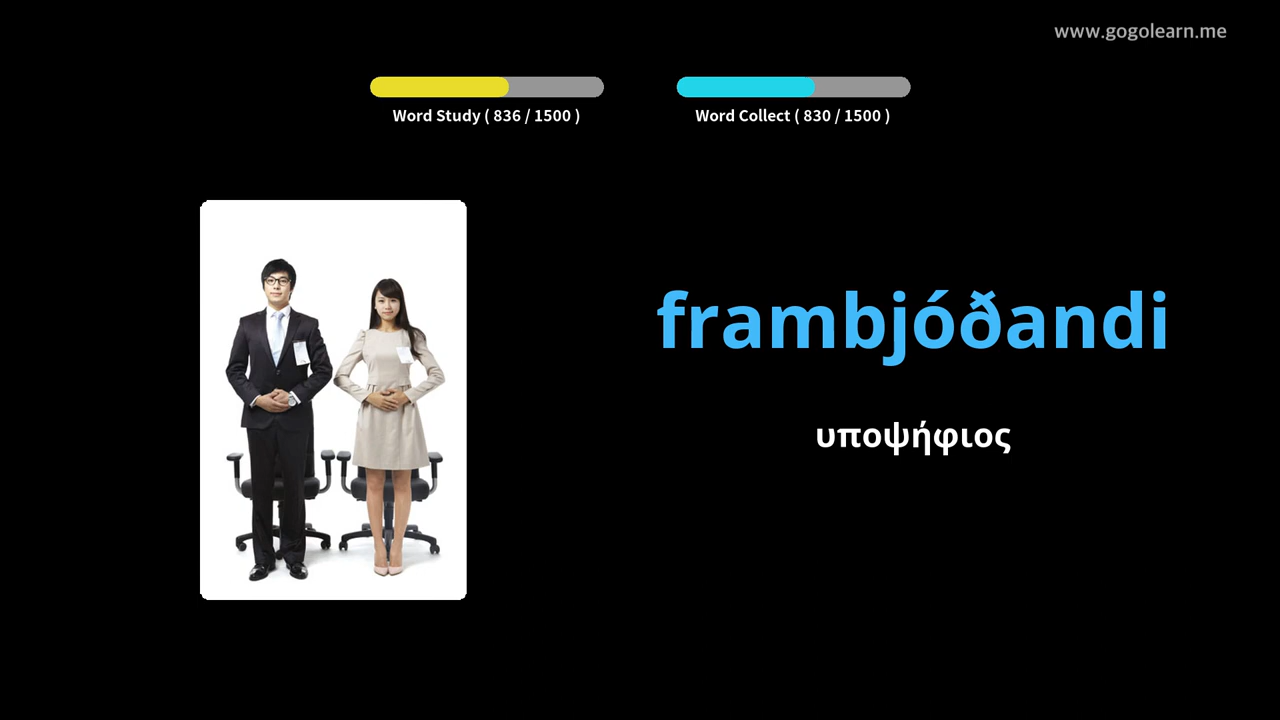 www.gogolearn.me
Word Study ( 836 / 1500 )
Word Collect ( 830 / 1500 )
frambjóðandi
υποψήφιος